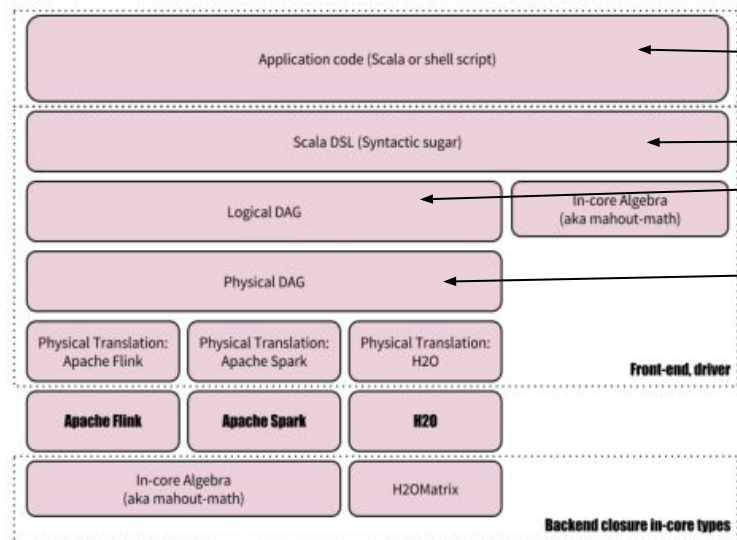 Application code (Scala or shell script)
Scala DSL (Syntactic sugar)
Logical DAG
In-core Algebra
(aka mahout-math)
Physical DAG
Physical Translation:
Apache Flink
Physical Translation:
Apache Spark
Physical Translation:
H2O
Front-end, driver
Apache Flink
Apache Spark
H2O
In-core Algebra
(aka mahout-math)
H2OMatrix
Backend closure in-core types